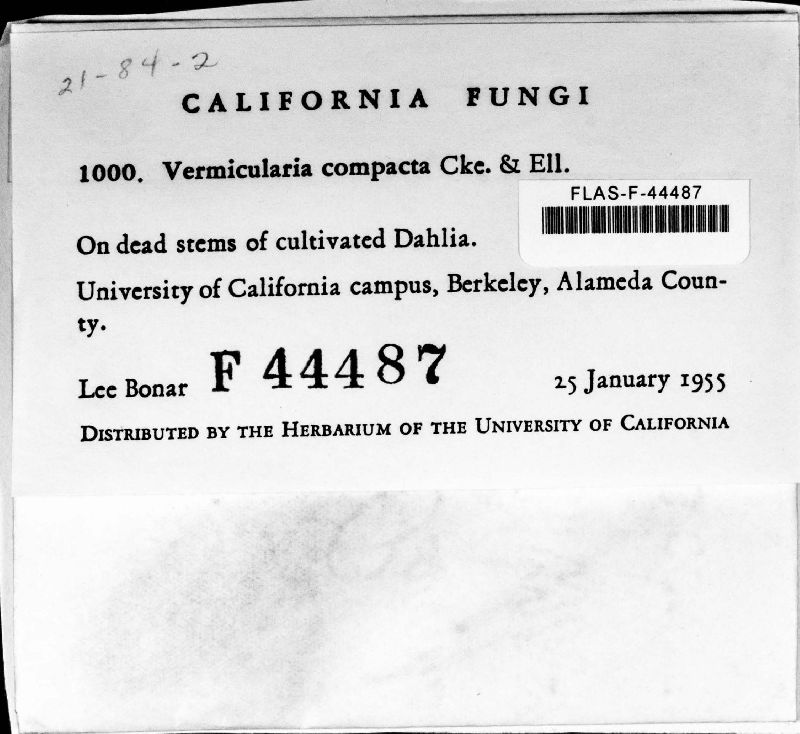 21-84-2
CALIFORNIA FUNGI
1000. Vermicularia compacta Cke. & Ell.
FLAS-F-44487
On dead stems of cultivated Dahlia.
University of California campus, Berkeley, Alameda Coun-
ty.
Lee Bonar F 44487 25 January 1955
DISTRIBUTED BY THE HERBARIUM OF THE UNIVERSITY OF CALIFORNIA